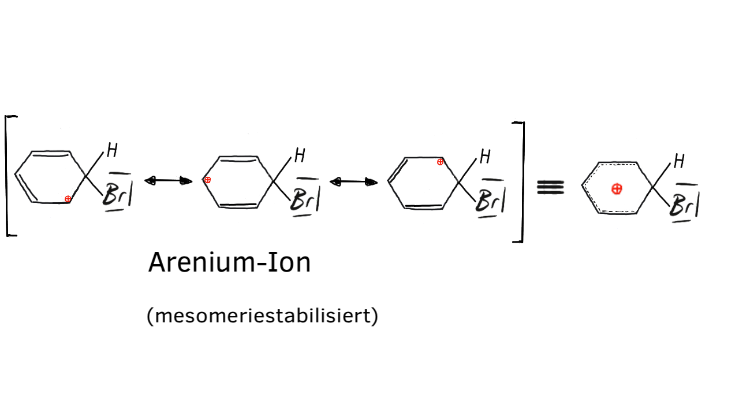 H H H H
⊕ ⊕ ⊕ ⊕
Br Br Br Br
Arenium-Ion
(mesomeriestabilisiert)